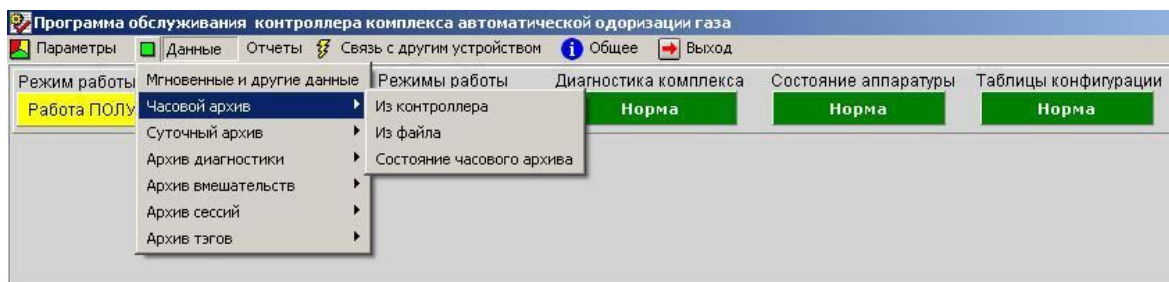 Программа обслуживания контроллера комплекса автоматической одоризации газа
Параметры Данные Отчеты Связь с другим устройством Общее Выход
Режим работы Режимы работы Диагностика комплекса Состояние аппаратуры Таблицы конфигурации
Работа ПОЛУ Норма Норма Норма
Мгновенные и другие данные
Часовой архив
Суточный архив
Архив диагностики
Архив вмешательств
Архив сессий
Архив тэгов
Из контроллера
Из файла
Состояние часового архива